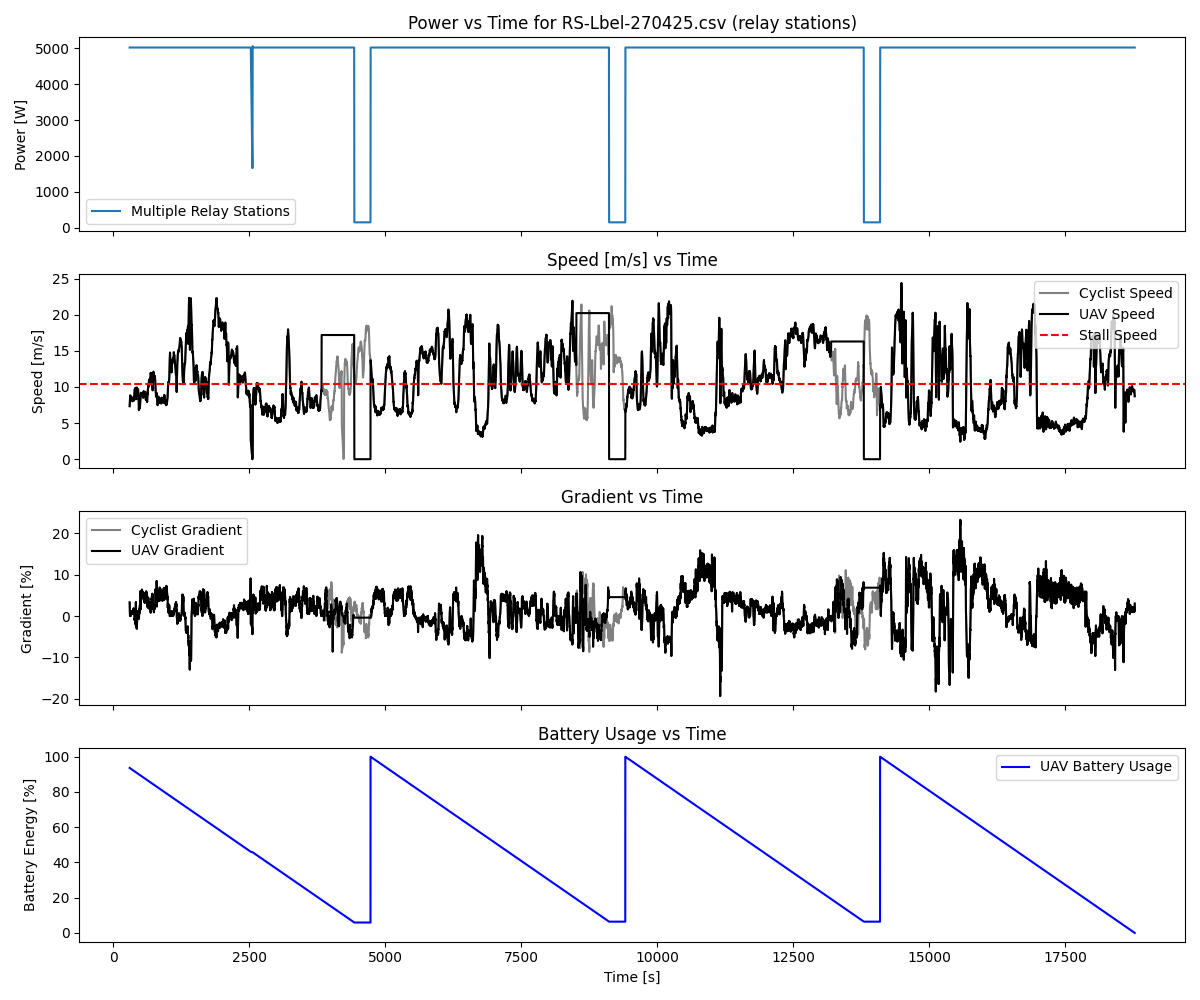 Power vs Time for RS-Lbel-270425.csv (relay stations)
5000
4000
3000
2000
1000
0
Power [W]
Multiple Relay Stations
Speed [m/s] vs Time
25
20
15
10
5
0
Speed [m/s]
Cyclist Speed
UAV Speed
Stall Speed
Gradient vs Time
20
10
0
−10
−20
Gradient [%]
Cyclist Gradient
UAV Gradient
Battery Usage vs Time
100
80
60
40
20
0
Battery Energy [%]
UAV Battery Usage
0 2500 5000 7500 10000 12500 15000 17500
Time [s]